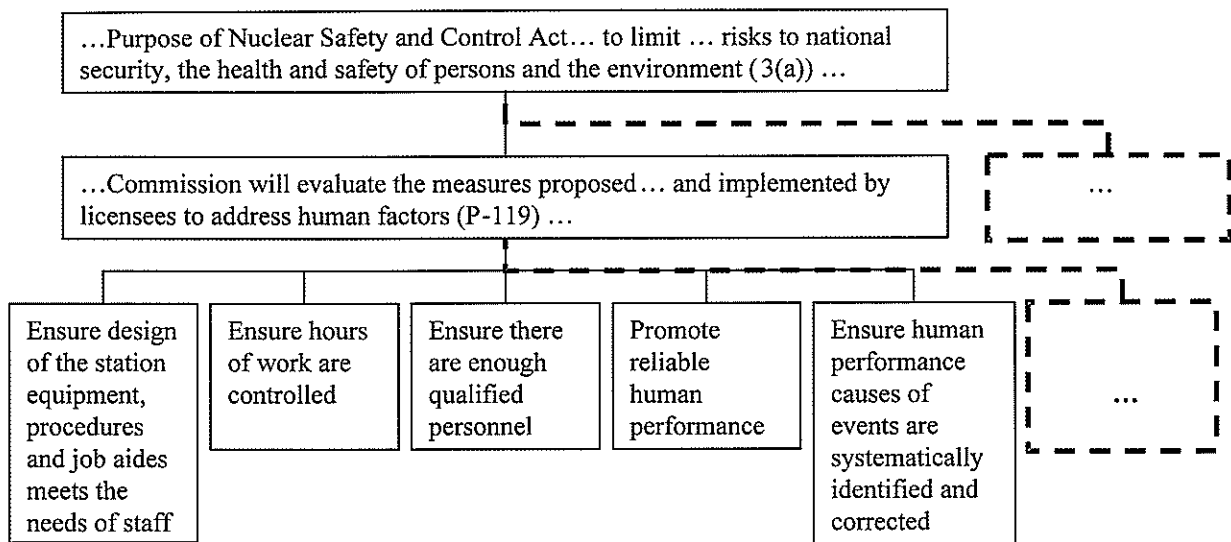 …Purpose of Nuclear Safety and Control Act… to limit … risks to national
security, the health and safety of persons and the environment (3(a)) …
…Commission will evaluate the measures proposed… and implemented by
licensees to address human factors (P-119) …
…
Ensure design
of the station
equipment,
procedures
and job aides
meets the
needs of staff
Ensure hours
of work are
controlled
Ensure there
are enough
qualified
personnel
Promote
reliable
human
performance
Ensure human
performance
causes of
events are
systematically
identified and
corrected
…